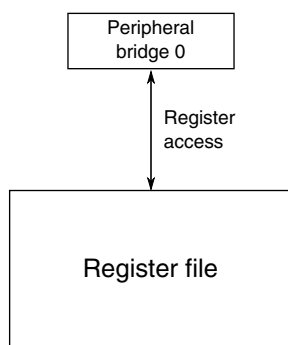 Peripheral
bridge 0
Register
access
Register file